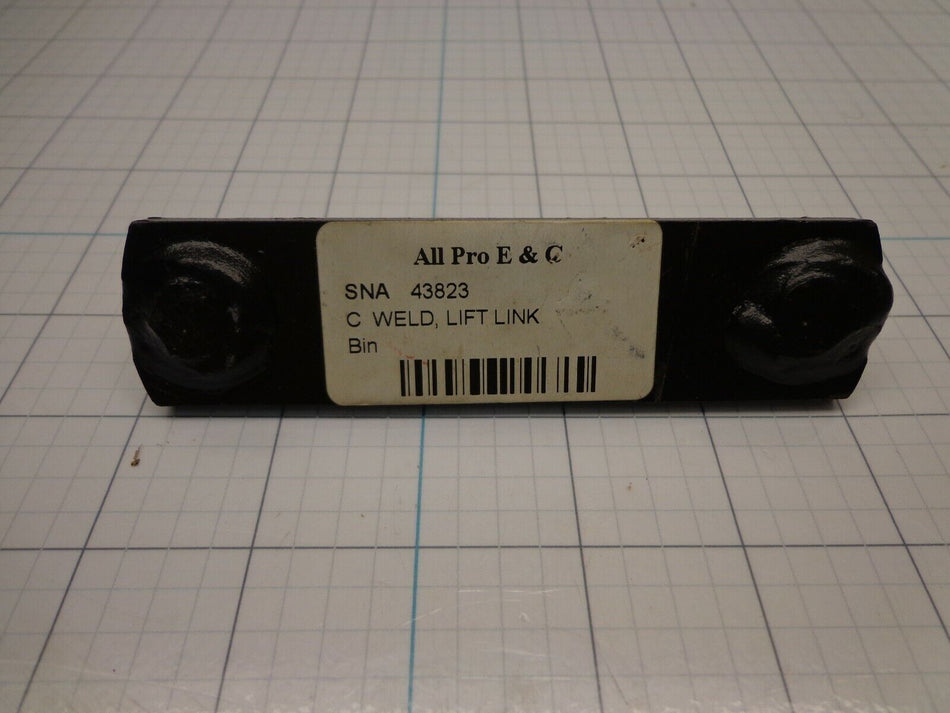 All Pro E & C
SNA 43823
C WELD, LIFT LINK
Bin